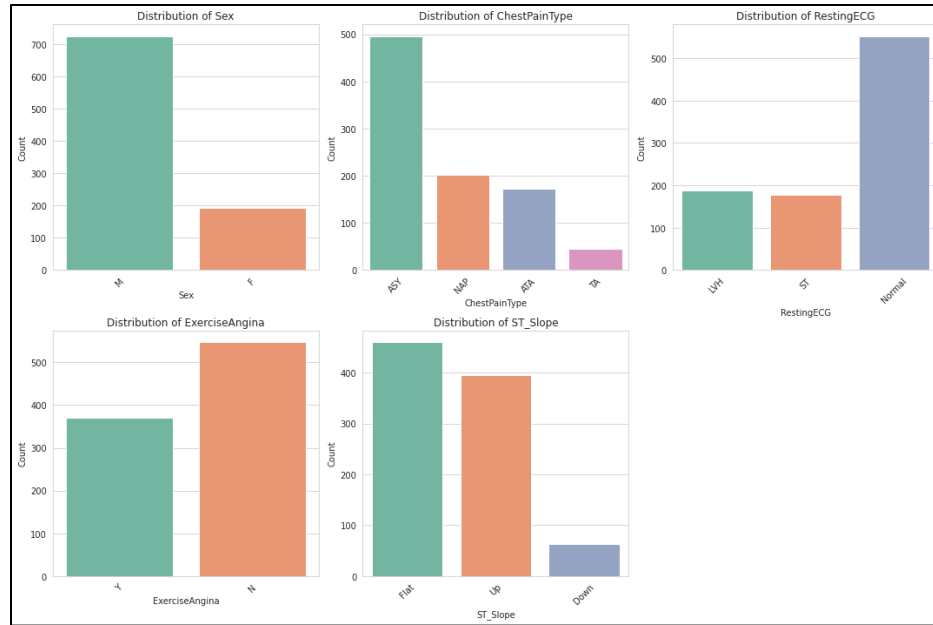 Distribution of Sex
Count
700
600
500
400
300
200
100
0
M
F
Sex
Distribution of ChestPainType
Count
500
400
300
200
100
0
ASY
NAP
ATA
TA
ChestPainType
Distribution of RestingECG
Count
500
400
300
200
100
0
LVH
ST
Normal
RestingECG
Distribution of ExerciseAngina
Count
500
400
300
200
100
0
Y
N
ExerciseAngina
Distribution of ST_Slope
Count
400
300
200
100
0
Flat
Up
Down
ST_Slope